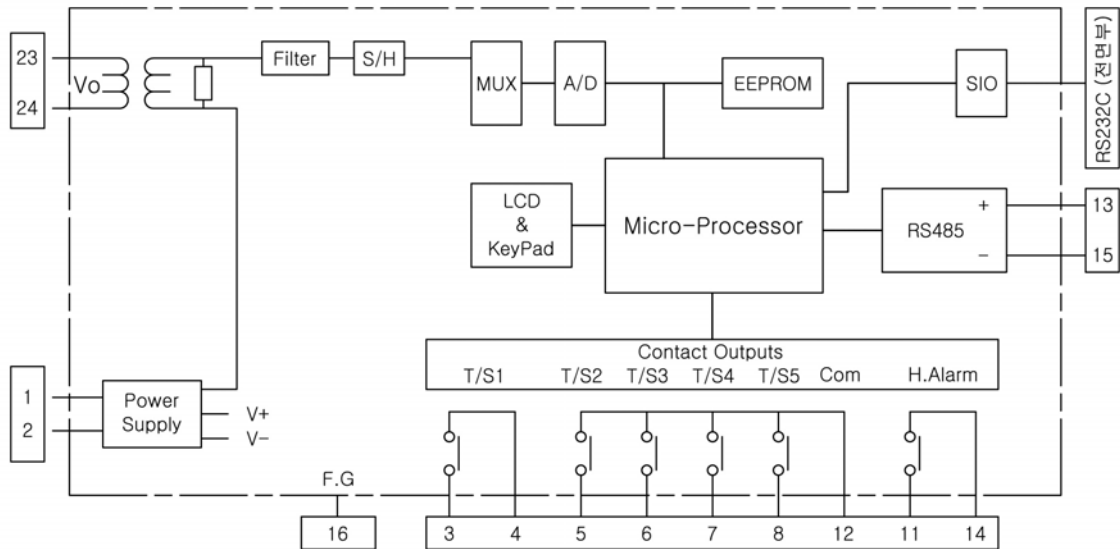 23
24
Vo
Filter
S/H
MUX
A/D
EEPROM
SIO
RS232C (전면부)
LCD
&
KeyPad
Micro-Processor
RS485
+
-
13
15
Contact Outputs
T/S1 T/S2 T/S3 T/S4 T/S5 Com H.Alarm
1
2
Power
Supply
V+
V-
F.G
16
3 4 5 6 7 8 12 11 14